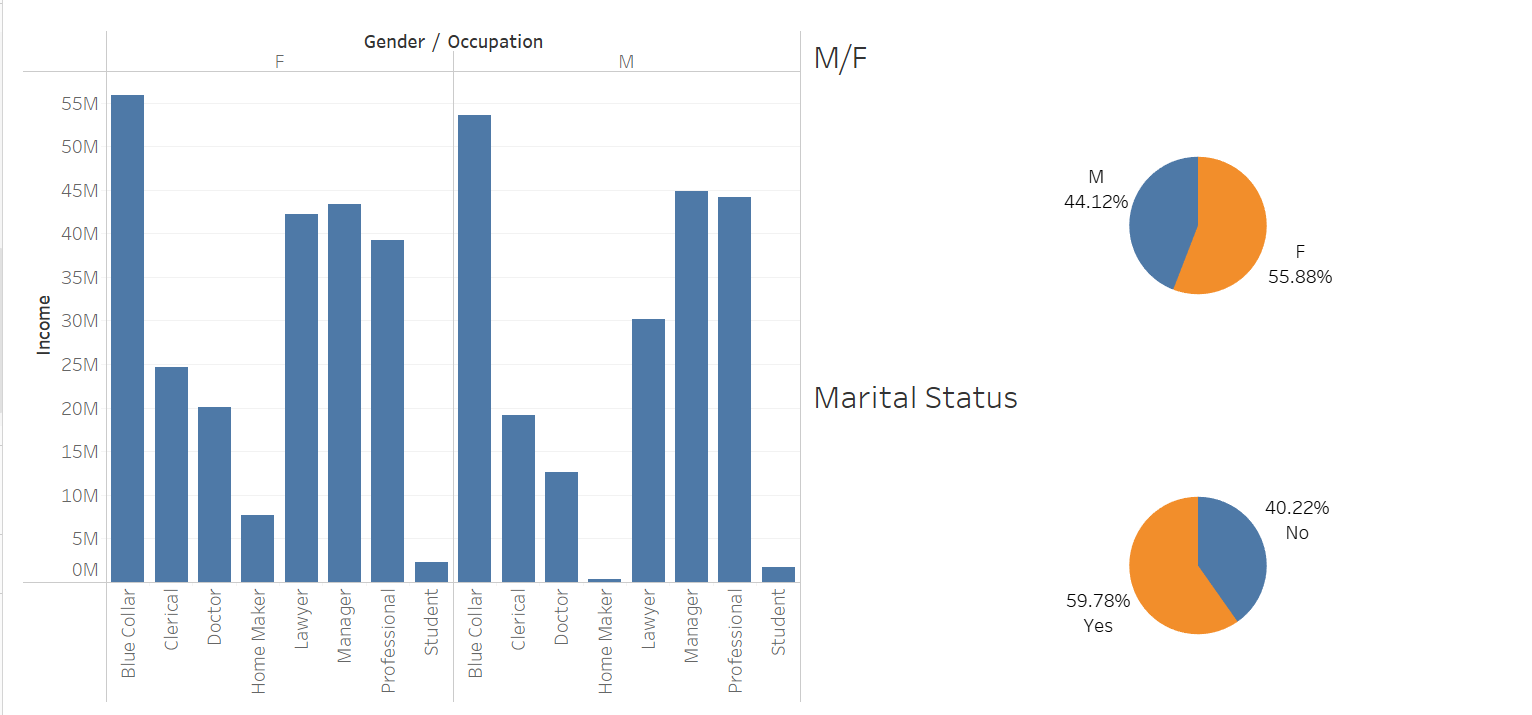 Gender / Occupation
F
M
55M
50M
45M
40M
35M
30M
25M
20M
15M
10M
5M
0M
Income
Blue Collar
Clerical
Doctor
Home Maker
Lawyer
Manager
Professional
Student
Blue Collar
Clerical
Doctor
Home Maker
Lawyer
Manager
Professional
Student
M/F
M
44.12%
F
55.88%
Marital Status
40.22%
No
59.78%
Yes